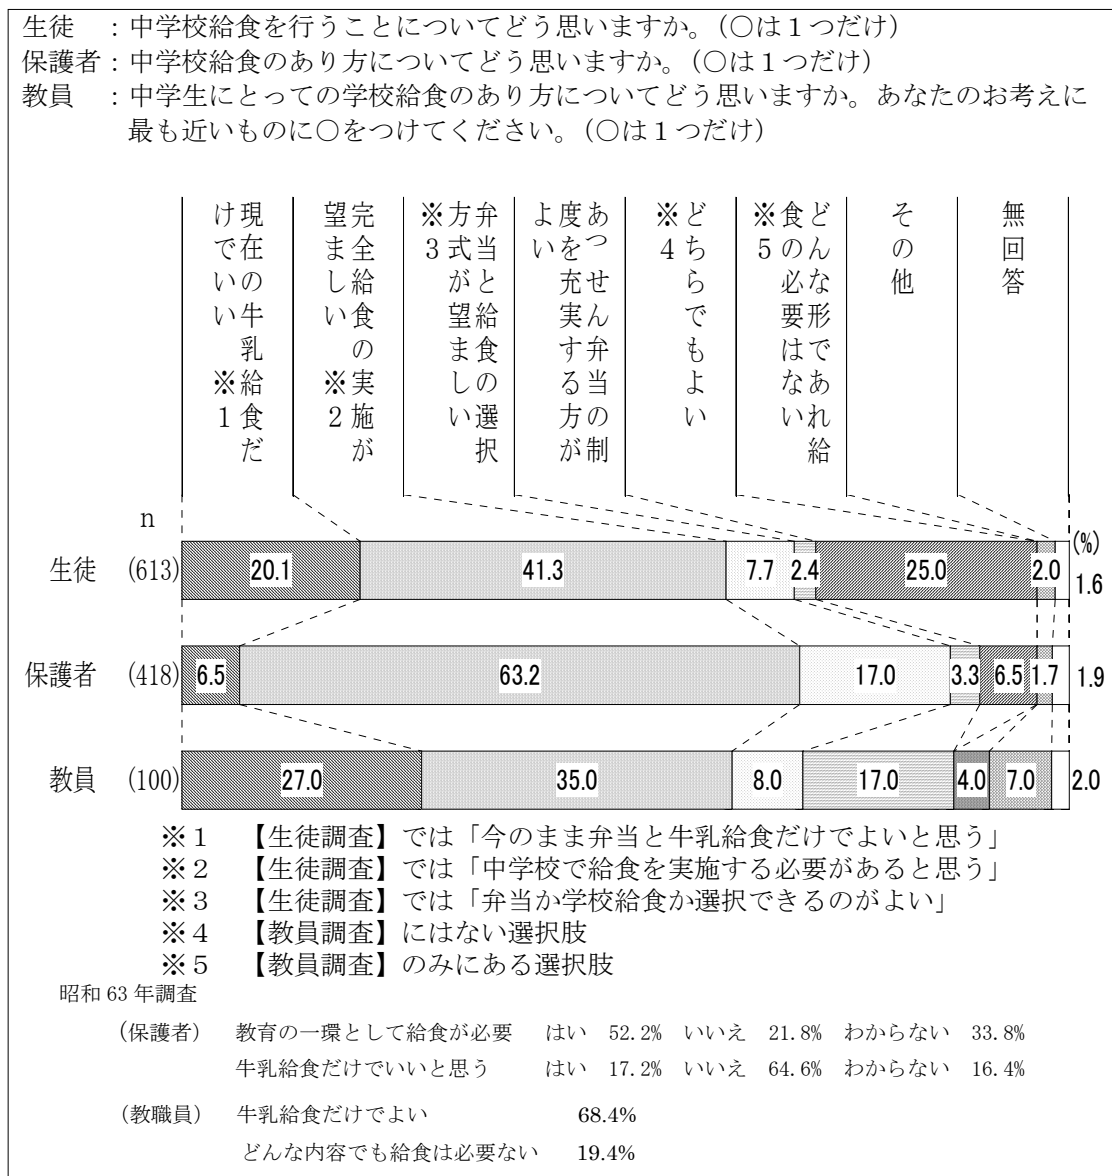 生徒　：中学校給食を行うことについてどう思いますか。（○は１つだけ）
保護者：中学校給食のあり方についてどう思いますか。（○は１つだけ）
教員　：中学生にとっての学校給食のあり方についてどう思いますか。あなたのお考えに
最も近いものに○をつけてください。（○は１つだけ）
現在の牛乳給食だ
けでいい　※１
完全給食の実施が
望ましい　※２
弁当と給食の選択
方式が望ましい
※３
あっせん弁当の制
度を充実する方が
よい
どちらでもよい
※４
どんな形であれ給
食の必要はない
※５
その他
無回答
n
(%)
生徒 (613) 20.1 41.3 7.7 2.4 25.0 2.0 1.6
保護者 (418) 6.5 63.2 17.0 3.3 6.5 1.7 1.9
教員 (100) 27.0 35.0 8.0 17.0 4.0 7.0 2.0
※１　【生徒調査】では「今のまま弁当と牛乳給食だけでよいと思う」
※２　【生徒調査】では「中学校で給食を実施する必要があると思う」
※３　【生徒調査】では「弁当か学校給食か選択できるのがよい」
※４　【教員調査】にはない選択肢
※５　【教員調査】のみにある選択肢
昭和 63 年調査
（保護者）　教育の一環として給食が必要　はい　52.2%　いいえ　21.8%　わからない　33.8%
牛乳給食だけでいいと思う　はい　17.2%　いいえ　64.6%　わからない　16.4%
（教職員）　牛乳給食だけでよい　68.4%
どんな内容でも給食は必要ない　19.4%